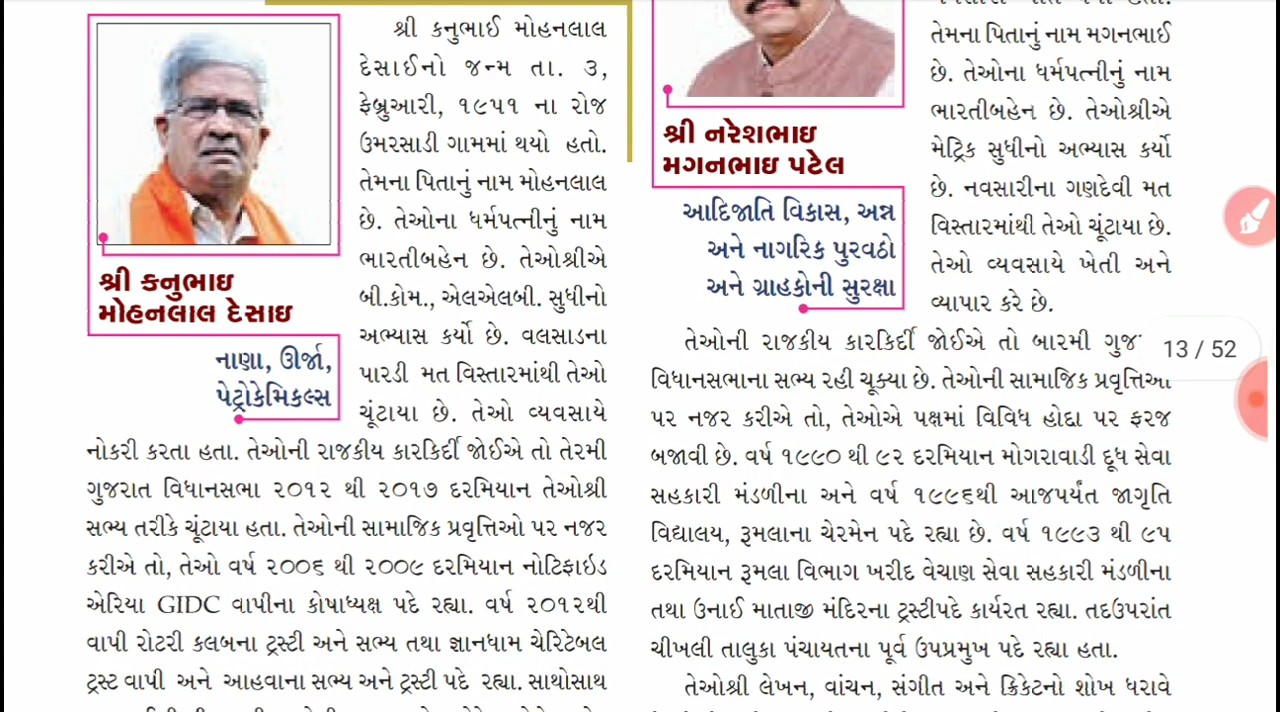 શ્રી કનુભાઈ
મોહનલાલ દેસાઈ
નાણા, ઊર્જા,
પેટ્રોકેમિકલ્સ
શ્રી કનુભાઈ મોહનલાલ
દેસાઈનો જન્મ તા. ૩,
ફેબ્રુઆરી, ૧૯૫૧ ના રોજ
ઉમરસાડી ગામમાં થયો હતો.
તેમના પિતાનું નામ મોહનલાલ
છે. તેઓના ધર્મપત્નીનું નામ
ભારતીબહેન છે. તેઓશ્રીએ
બી.કોમ., એલએલબી. સુધીનો
અભ્યાસ કર્યો છે. વલસાડના
પારડી મત વિસ્તારમાંથી તેઓ
ચૂંટાયા છે. તેઓ વ્યવસાયે
નોકરી કરતા હતા. તેઓની રાજકીય કારકિર્દી જોઈએ તો તેરમી
ગુજરાત વિધાનસભા ૨૦૧૨ થી ૨૦૧૭ દરમિયાન તેઓશ્રી
સભ્ય તરીકે ચૂંટાયા હતા. તેઓની સામાજિક પ્રવૃત્તિઓ પર નજર
કરીએ તો, તેઓ વર્ષ ૨૦૦૬ થી ૨૦૦૯ દરમિયાન નોટિફાઇડ
એરિયા GIDC વાપીના કોષાધ્યક્ષ પદે રહ્યા. વર્ષ ૨૦૧૨થી
વાપી રોટરી કલબના ટ્રસ્ટી અને સભ્ય તથા જ્ઞાનધામ ચેરિટેબલ
ટ્રસ્ટ વાપી અને આહવાના સભ્ય અને ટ્રસ્ટી પદે રહ્યા. સાથોસાથ
શ્રી નરેશભાઇ
મગનભાઇ પટેલ
આદિજાતિ વિકાસ, અન્ન
અને નાગરિક પુરવઠો
અને ગ્રાહકોની સુરક્ષા
તેમના પિતાનું નામ મગનભાઈ
છે. તેઓના ધર્મપત્નીનું નામ
ભારતીબહેન છે. તેઓશ્રીએ
મેટ્રિક સુધીનો અભ્યાસ કર્યો
છે. નવસારીના ગણદેવી મત
વિસ્તારમાંથી તેઓ ચૂંટાયા છે.
તેઓ વ્યવસાયે ખેતી અને
વ્યાપાર કરે છે.
તેઓની રાજકીય કારકિર્દી જોઈએ તો બારમી
વિધાનસભાના સભ્ય રહી ચૂક્યા છે. તેઓની સામાજિક પ્રવૃત્તિઓ
પર નજર કરીએ તો, તેઓએ પક્ષમાં વિવિધ હોદ્દા પર ફરજ
બજાવી છે. વર્ષ ૧૯૯૦ થી ૯૨ દરમિયાન મોગરાવાડી દૂધ સેવા
સહકારી મંડળીના અને વર્ષ ૧૯૯૬થી આજપર્યંત જાગૃતિ
વિદ્યાલય, રૂમલાના ચેરમેન પદે રહ્યા છે. વર્ષ ૧૯૯૩ થી ૯૫
દરમિયાન રૂમલા વિભાગ ખરીદ વેચાણ સેવા સહકારી મંડળીના
તથા ઉનાઈ માતાજી મંદિરના ટ્રસ્ટીપદે કાર્યરત રહ્યા. તદઉપરાંત
ચીખલી તાલુકા પંચાયતના પૂર્વ ઉપપ્રમુખ પદે રહ્યા હતા.
તેઓશ્રી લેખન, વાંચન, સંગીત અને ક્રિકેટનો શોખ ધરાવે
13 / 52